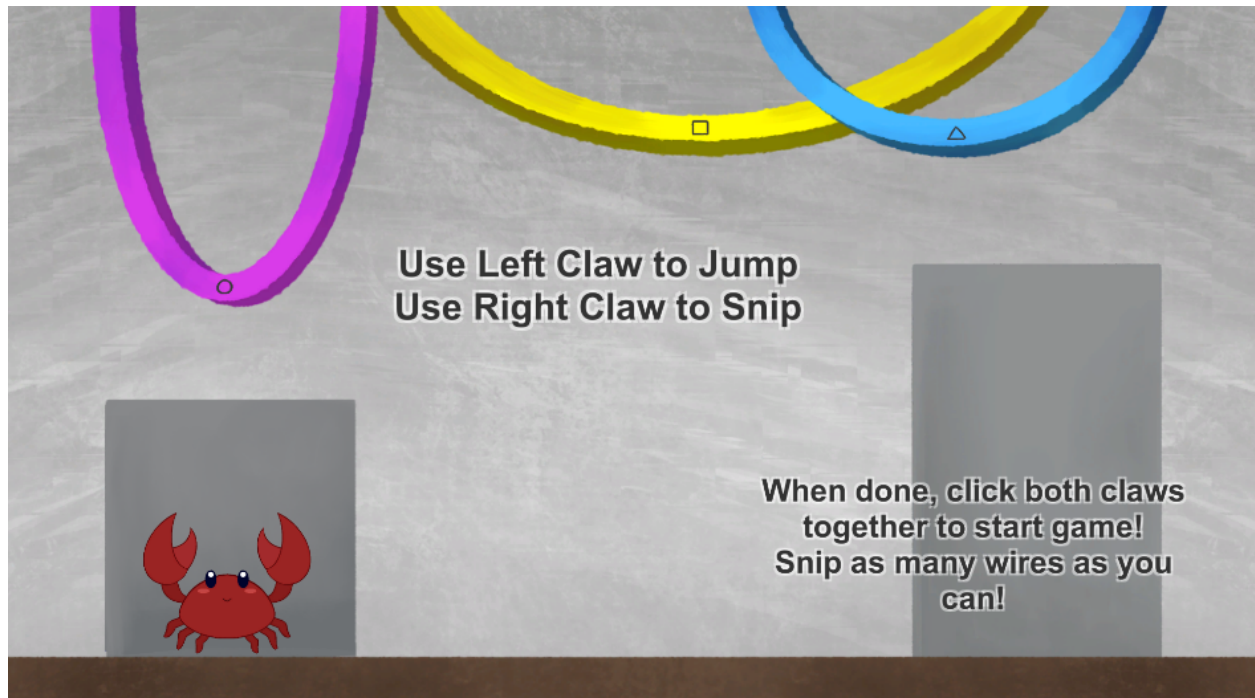 Use Left Claw to Jump
Use Right Claw to Snip
When done, click both claws
together to start game!
Snip as many wires as you
can!